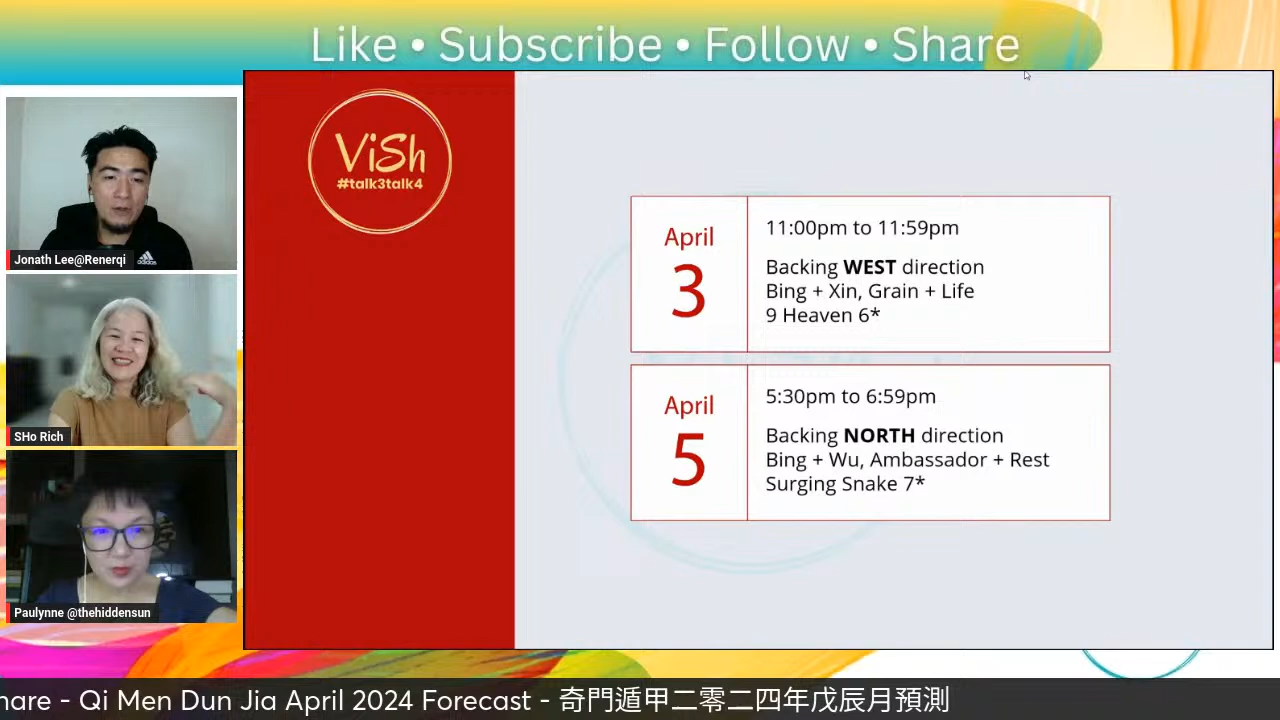 Like • Subscribe • Follow • Share
ViSh
#talk3talk4
Jonath Lee@Renerqi
SHo Rich
Paulynne @thehiddensun
April
3
11:00pm to 11:59pm
Backing WEST direction
Bing + Xin, Grain + Life
9 Heaven 6*
April
5
5:30pm to 6:59pm
Backing NORTH direction
Bing + Wu, Ambassador + Rest
Surging Snake 7*
hare - Qi Men Dun Jia April 2024 Forecast - 奇門遁甲二零二四年戊辰月預測